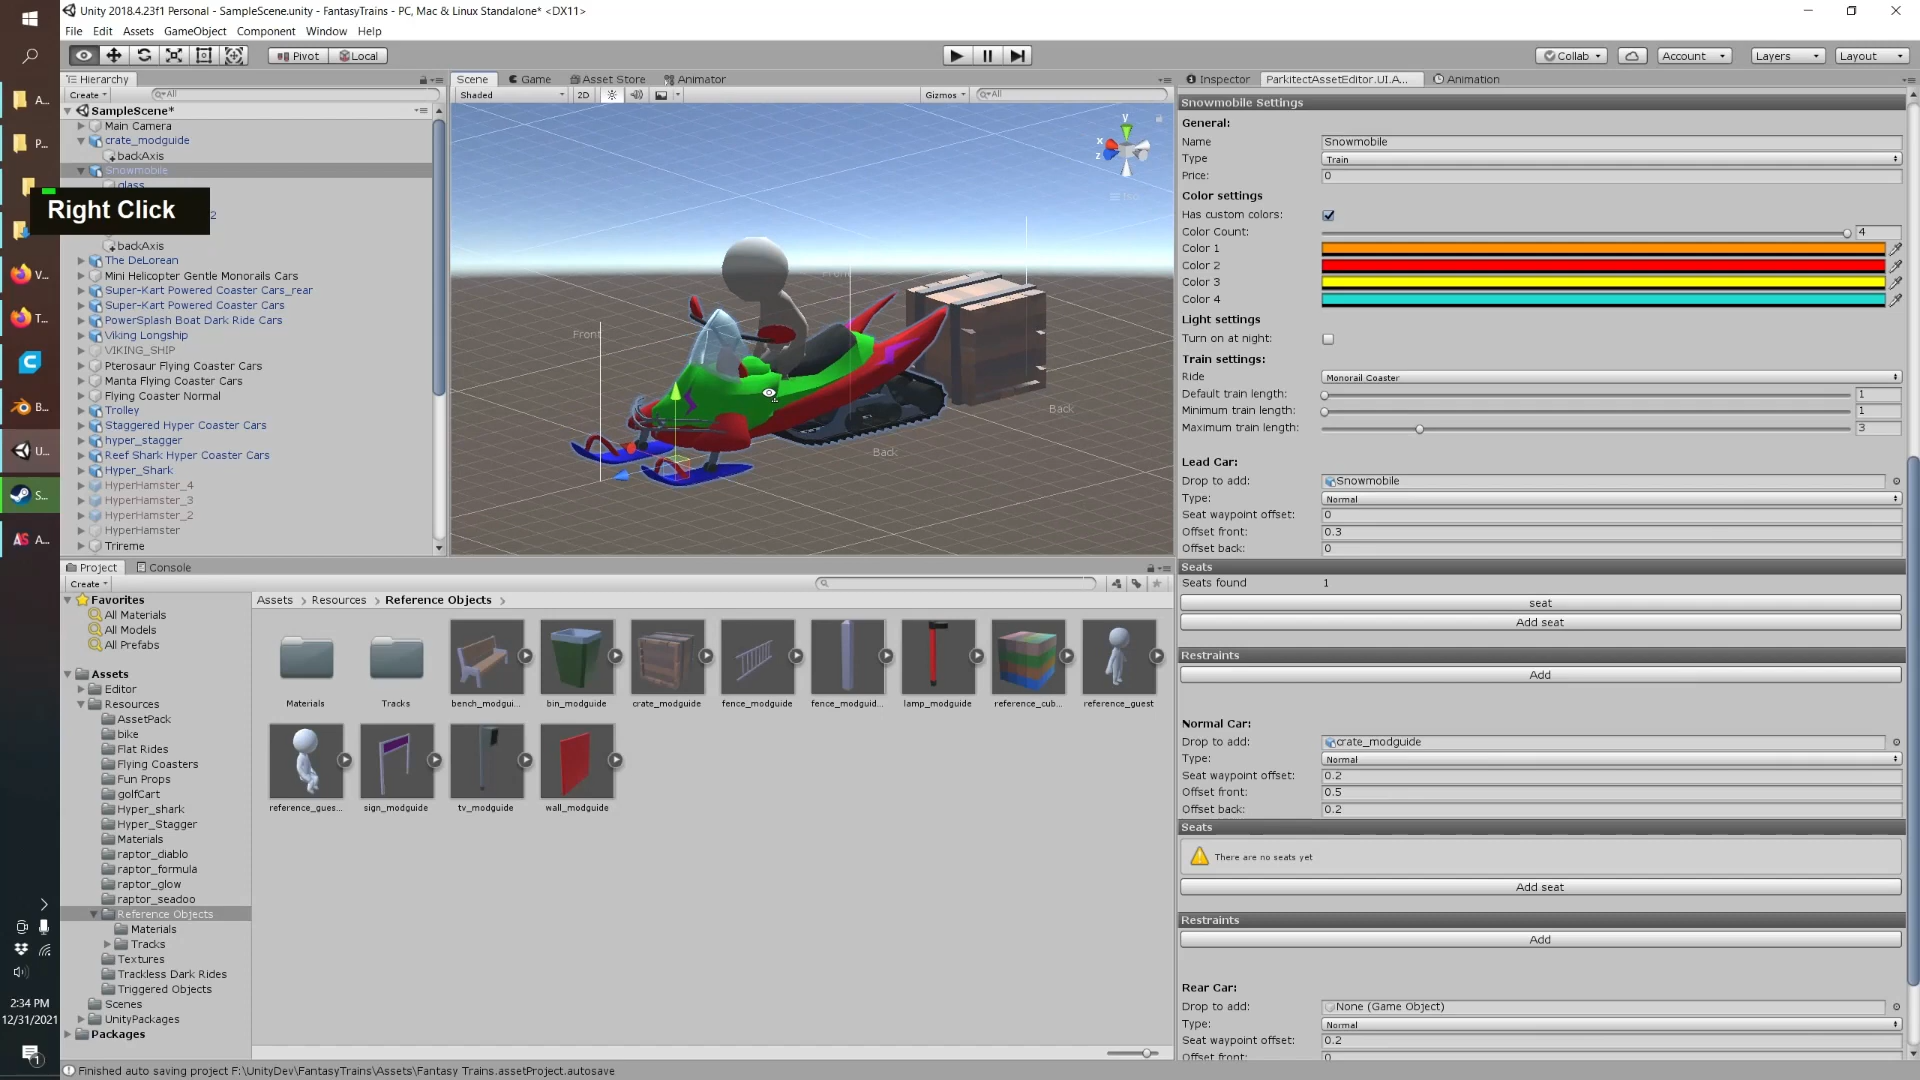 Unity 2018.4.23f1 Personal - SampleScene.unity - FantasyTrains - PC, Mac & Linux Standalone* <DX11>
File Edit Assets GameObject Component Window Help
Pivot Local Collab Account Layers Layout
Hierarchy
Create All
SampleScene*
Main Camera
crate_modguide
backAxis
Snowmobile
glass
Right Click
2
backAxis
The DeLorean
Mini Helicopter Gentle Monorails Cars
Super-Kart Powered Coaster Cars_rear
Super-Kart Powered Coaster Cars
PowerSplash Boat Dark Ride Cars
Viking Longship
VIKING_SHIP
Pterosaur Flying Coaster Cars
Manta Flying Coaster Cars
Flying Coaster Normal
Trolley
Staggered Hyper Coaster Cars
hyper_stagger
Reef Shark Hyper Coaster Cars
Hyper_Shark
HyperHamster_4
HyperHamster_3
HyperHamster_2
HyperHamster
Trireme
Scene Game Asset Store Animator
Shaded 2D Gizmos All
y
x
z
Iso
Front
Front
Back
Back
Inspector ParkitectAssetEditor.UI.A... Animation
Snowmobile Settings
General:
Name Snowmobile
Type Train
Price: 0
Color settings
Has custom colors:
Color Count: 4
Color 1
Color 2
Color 3
Color 4
Light settings
Turn on at night:
Train settings:
Ride Monorail Coaster
Default train length: 1
Minimum train length: 1
Maximum train length: 3
Lead Car:
Drop to add: Snowmobile
Type: Normal
Seat waypoint offset: 0
Offset front: 0.3
Offset back: 0
Seats
Seats found 1
seat
Add seat
Restraints
Add
Normal Car:
Drop to add: crate_modguide
Type: Normal
Seat waypoint offset: 0.2
Offset front: 0.5
Offset back: 0.2
Seats
There are no seats yet
Add seat
Restraints
Add
Rear Car:
Drop to add: None (Game Object)
Type: Normal
Seat waypoint offset: 0.2
Offset front: 0
Project Console
Create
Favorites
All Materials
All Models
All Prefabs
Assets
Editor
Resources
AssetPack
bike
Flat Rides
Flying Coasters
Fun Props
golfCart
Hyper_shark
Hyper_Stagger
Materials
raptor_diablo
raptor_formula
raptor_glow
raptor_seadoo
Reference Objects
Materials
Tracks
Textures
Trackless Dark Rides
Triggered Objects
Scenes
UnityPackages
Packages
Assets > Resources > Reference Objects >
Materials Tracks bench_modgui... bin_modguide crate_modguide fence_modguide fence_modguid... lamp_modguide reference_cub... reference_guest
reference_gues... sign_modguide tv_modguide wall_modguide
A...
P...
V...
T...
B...
U...
S...
A...
2:34 PM
12/31/2021
1
Finished auto saving project F:\UnityDev\FantasyTrains\Assets\Fantasy Trains.assetProject.autosave